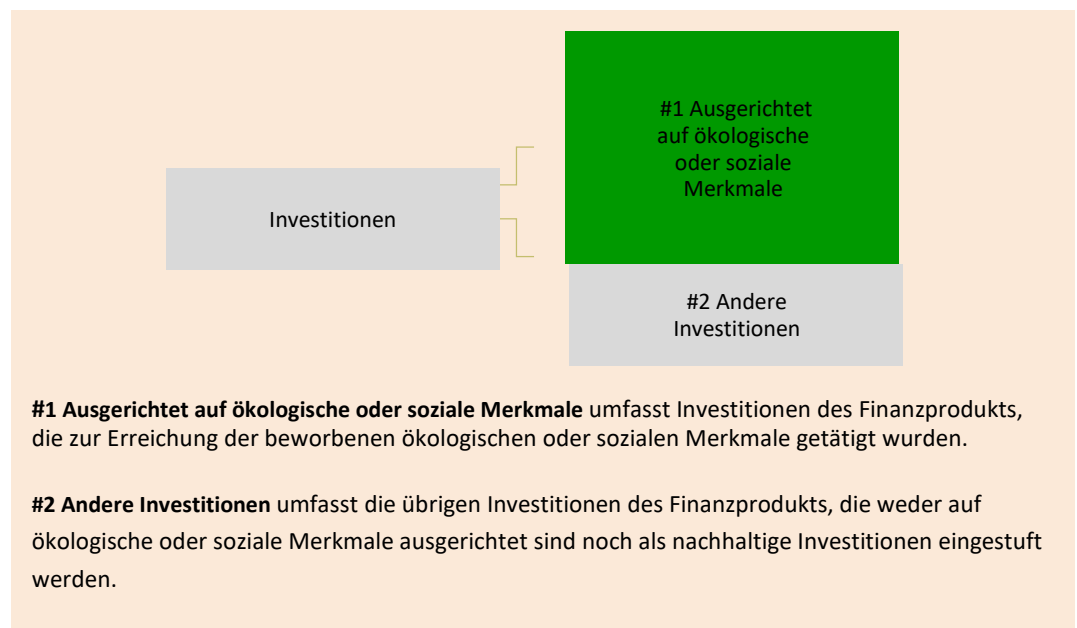 #1 Ausgerichtet
auf ökologische
oder soziale
Merkmale
Investitionen
#2 Andere
Investitionen
#1 Ausgerichtet auf ökologische oder soziale Merkmale umfasst Investitionen des Finanzprodukts,
die zur Erreichung der beworbenen ökologischen oder sozialen Merkmale getätigt wurden.
#2 Andere Investitionen umfasst die übrigen Investitionen des Finanzprodukts, die weder auf
ökologische oder soziale Merkmale ausgerichtet sind noch als nachhaltige Investitionen eingestuft
werden.